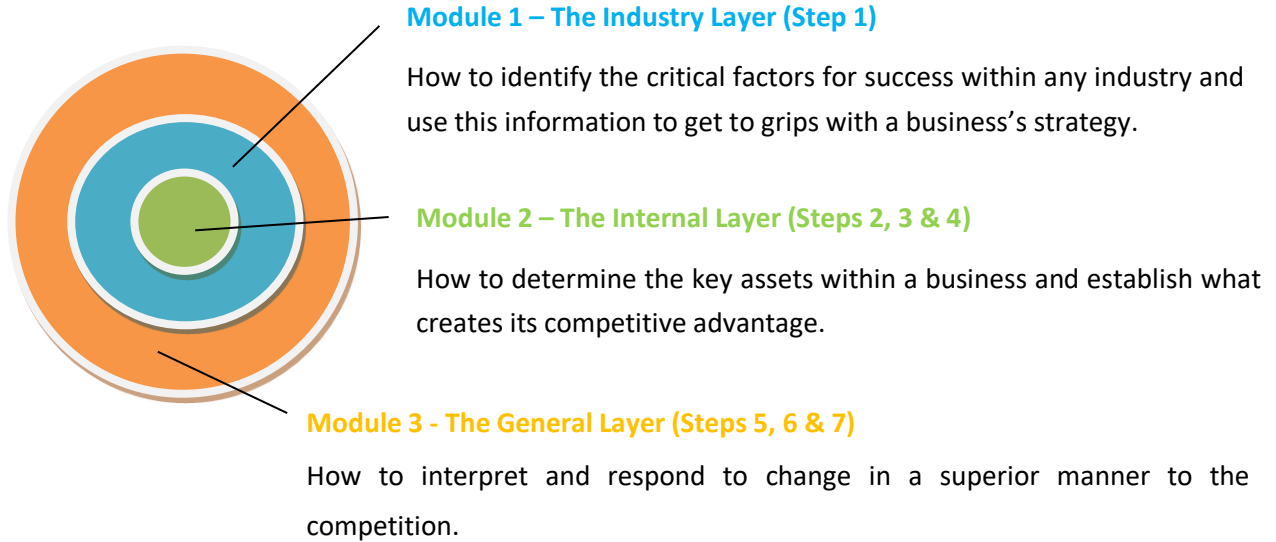 Module 1 – The Industry Layer (Step 1)
How to identify the critical factors for success within any industry and
use this information to get to grips with a business’s strategy.
Module 2 – The Internal Layer (Steps 2, 3 & 4)
How to determine the key assets within a business and establish what
creates its competitive advantage.
Module 3 - The General Layer (Steps 5, 6 & 7)
How to interpret and respond to change in a superior manner to the
competition.